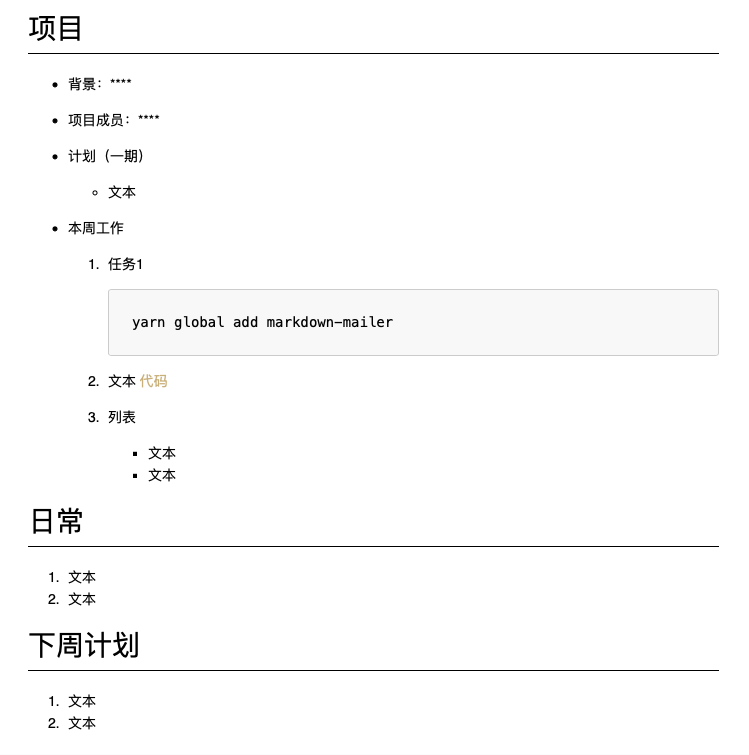 项目
• 背景：****
• 项目成员：****
• 计划（一期）
◦ 文本
• 本周工作
1. 任务1
yarn global add markdown-mailer
2. 文本 代码
3. 列表
▪ 文本
▪ 文本
日常
1. 文本
2. 文本
下周计划
1. 文本
2. 文本